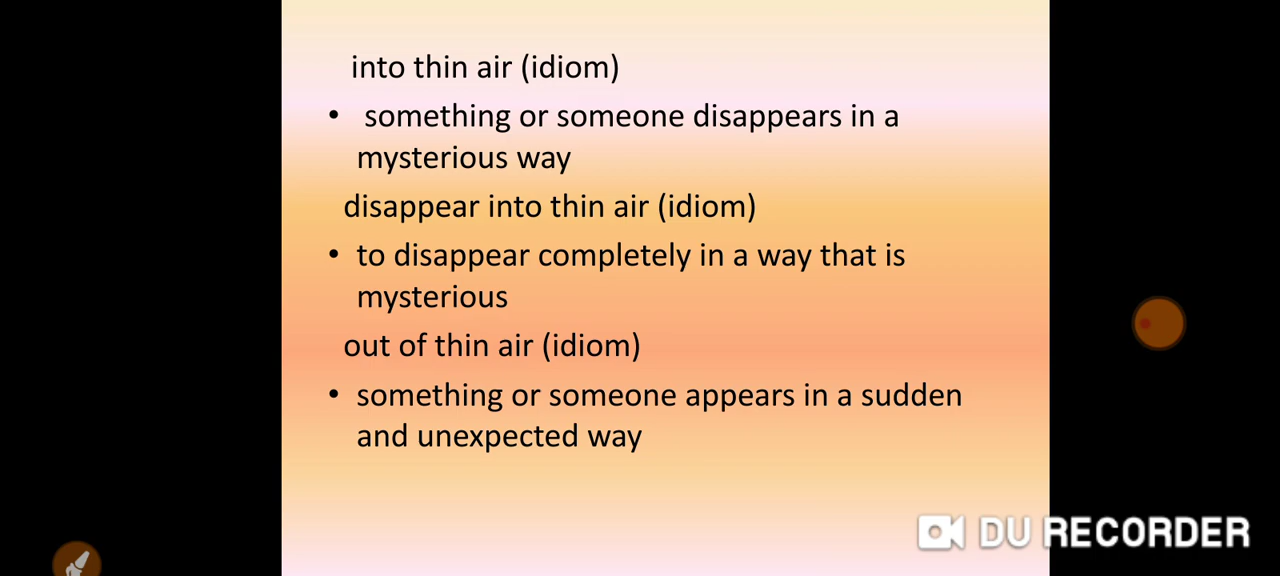 into thin air (idiom)
• something or someone disappears in a
mysterious way
disappear into thin air (idiom)
• to disappear completely in a way that is
mysterious
out of thin air (idiom)
• something or someone appears in a sudden
and unexpected way
DU RECORDER